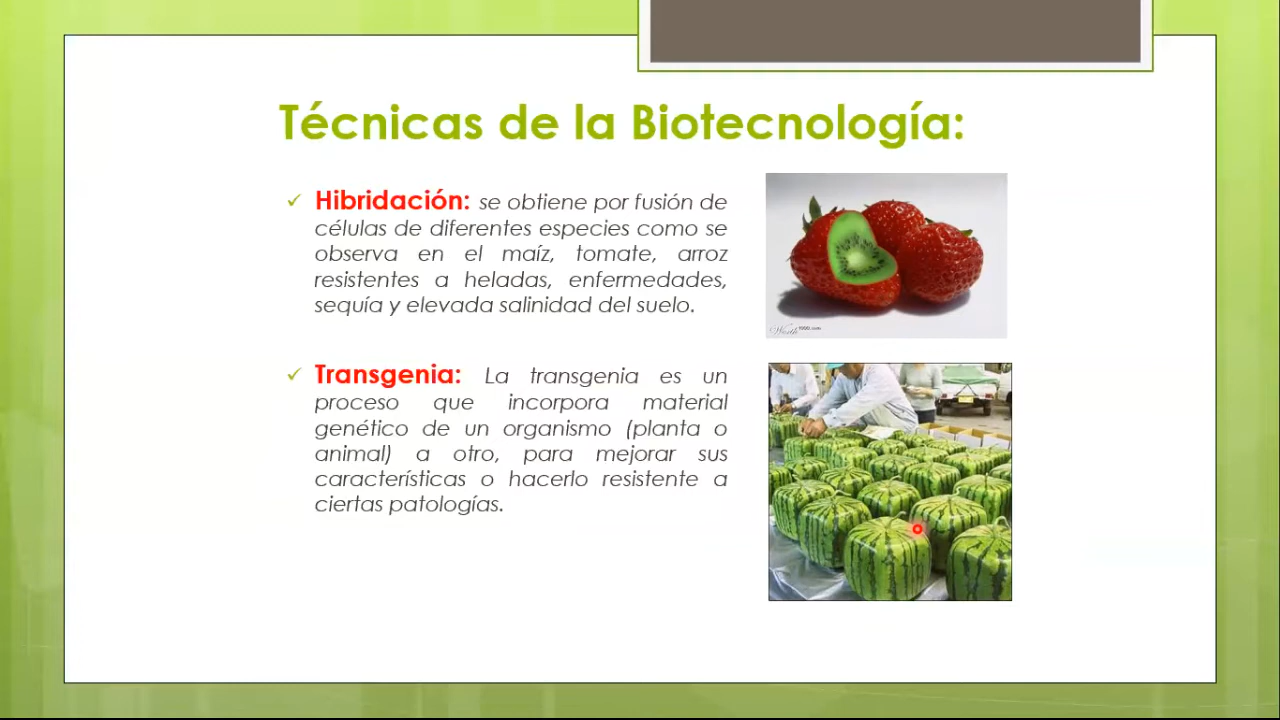 Técnicas de la Biotecnología:
Hibridación: se obtiene por fusión de
células de diferentes especies como se
observa en el maíz, tomate, arroz
resistentes a heladas, enfermedades,
sequía y elevada salinidad del suelo.
Transgenia: La transgenia es un
proceso que incorpora material
genético de un organismo (planta o
animal) a otro, para mejorar sus
características o hacerlo resistente a
ciertas patologías.